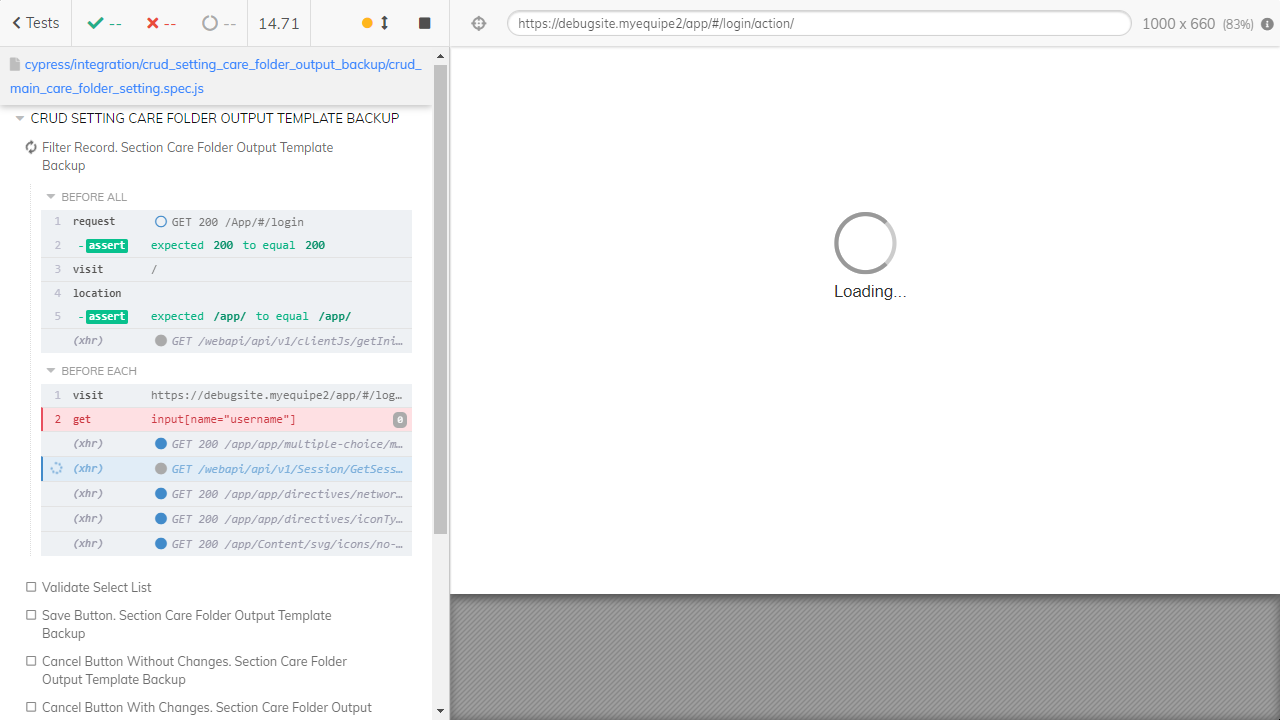 Tests -- -- -- 14.71
https://debugsite.myequipe2/app/#/login/action/ 1000 x 660 (83%)
cypress/integration/crud_setting_care_folder_output_backup/crud_
main_care_folder_setting.spec.js
CRUD SETTING CARE FOLDER OUTPUT TEMPLATE BACKUP
Filter Record. Section Care Folder Output Template
Backup
BEFORE ALL
1 request GET 200 /App/#/login
2 -assert expected 200 to equal 200
3 visit /
4 location
5 -assert expected /app/ to equal /app/
(xhr) GET /webapi/api/v1/clientJs/getIni...
BEFORE EACH
1 visit https://debugsite.myequipe2/app/#/log...
2 get input[name="username"] 0
(xhr) GET 200 /app/app/multiple-choice/m...
(xhr) GET /webapi/api/v1/Session/GetSess...
(xhr) GET 200 /app/app/directives/networ...
(xhr) GET 200 /app/app/directives/iconTy...
(xhr) GET 200 /app/Content/svg/icons/no-...
Validate Select List
Save Button. Section Care Folder Output Template
Backup
Cancel Button Without Changes. Section Care Folder
Output Template Backup
Cancel Button With Changes. Section Care Folder Output
Loading...